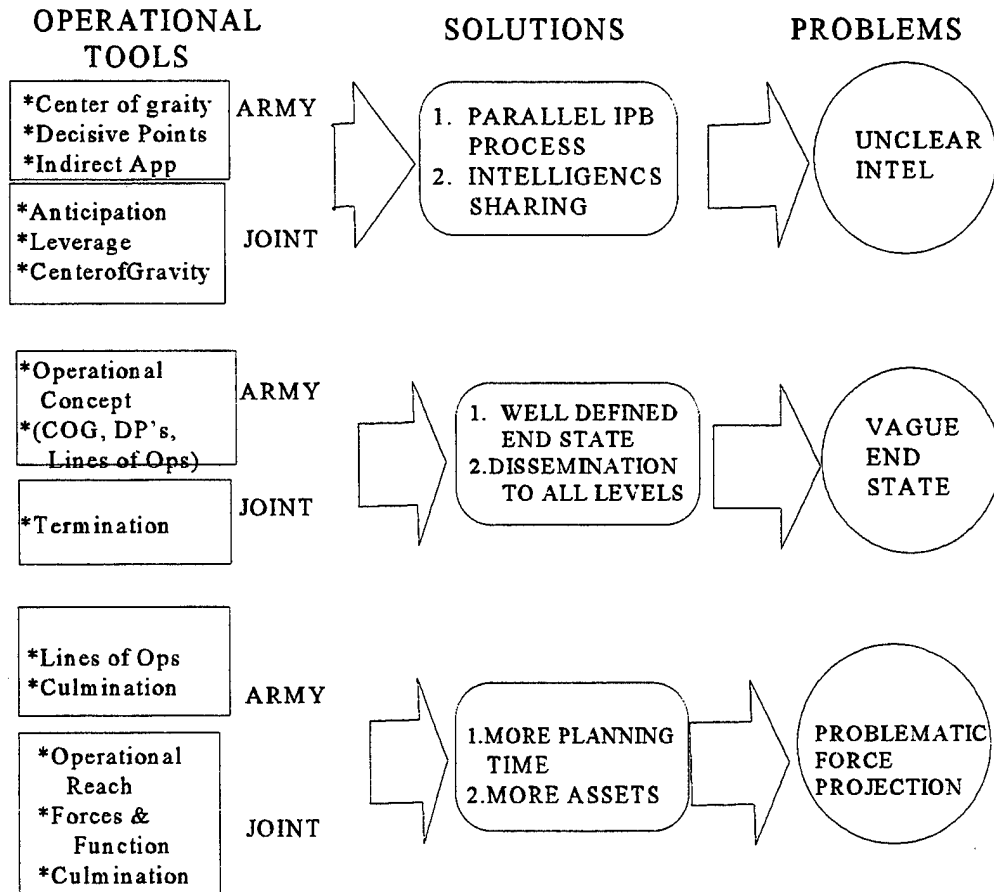 OPERATIONAL
TOOLS
SOLUTIONS
PROBLEMS
*Center of graity
*Decisive Points
*Indirect App
ARMY
*Anticipation
*Leverage
*CenterofGravity
JOINT
1. PARALLEL IPB
PROCESS
2. INTELLIGENCS
SHARING
UNCLEAR
INTEL
*Operational
Concept
*(COG, DP's,
Lines of Ops)
ARMY
*Termination
JOINT
1. WELL DEFINED
END STATE
2.DISSEMINATION
TO ALL LEVELS
VAGUE
END
STATE
*Lines of Ops
*Culmination
ARMY
*Operational
Reach
*Forces &
Function
*Culmination
JOINT
1.MORE PLANNING
TIME
2.MORE ASSETS
PROBLEMATIC
FORCE
PROJECTION